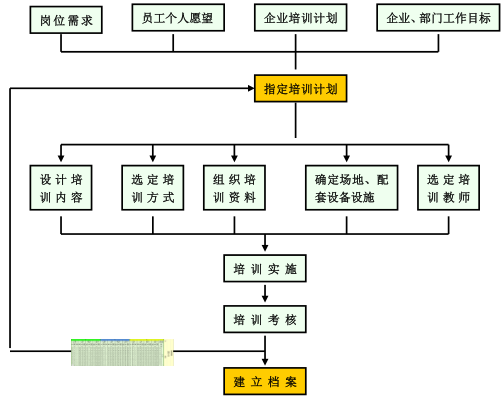 岗位需求
员工个人愿望
企业培训计划
企业、部门工作目标
指定培训计划
设计培
训内容
选定培
训方式
组织培
训资料
确定场地、配
套设备设施
选定培
训教师
培训实施
培训考核
建立档案